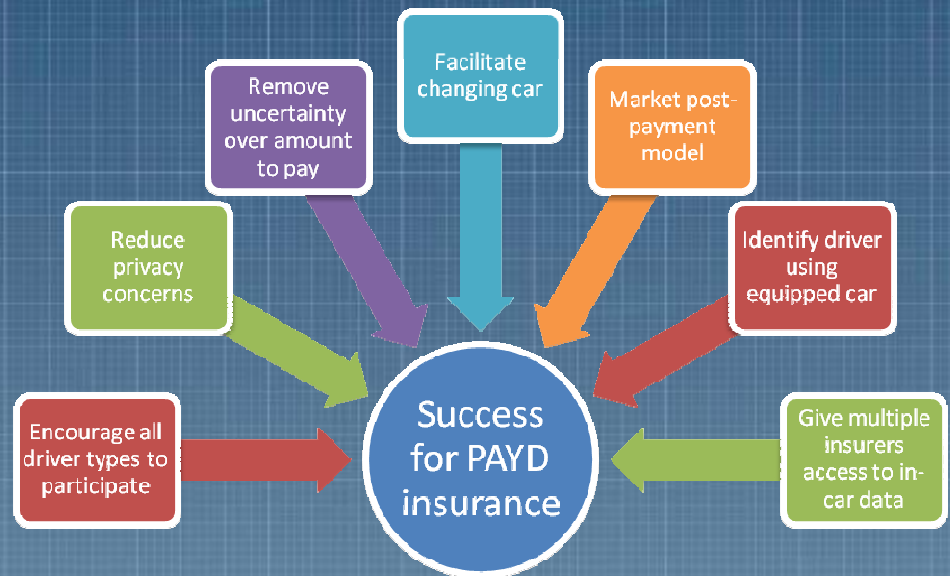 Facilitate
changing car
Remove
uncertainty
over amount
to pay
Market post-
payment
model
Reduce
privacy
concerns
Identify driver
using
equipped car
Encourage all
driver types to
participate
Success
for PAYD
insurance
Give multiple
insurers
access to in-
car data